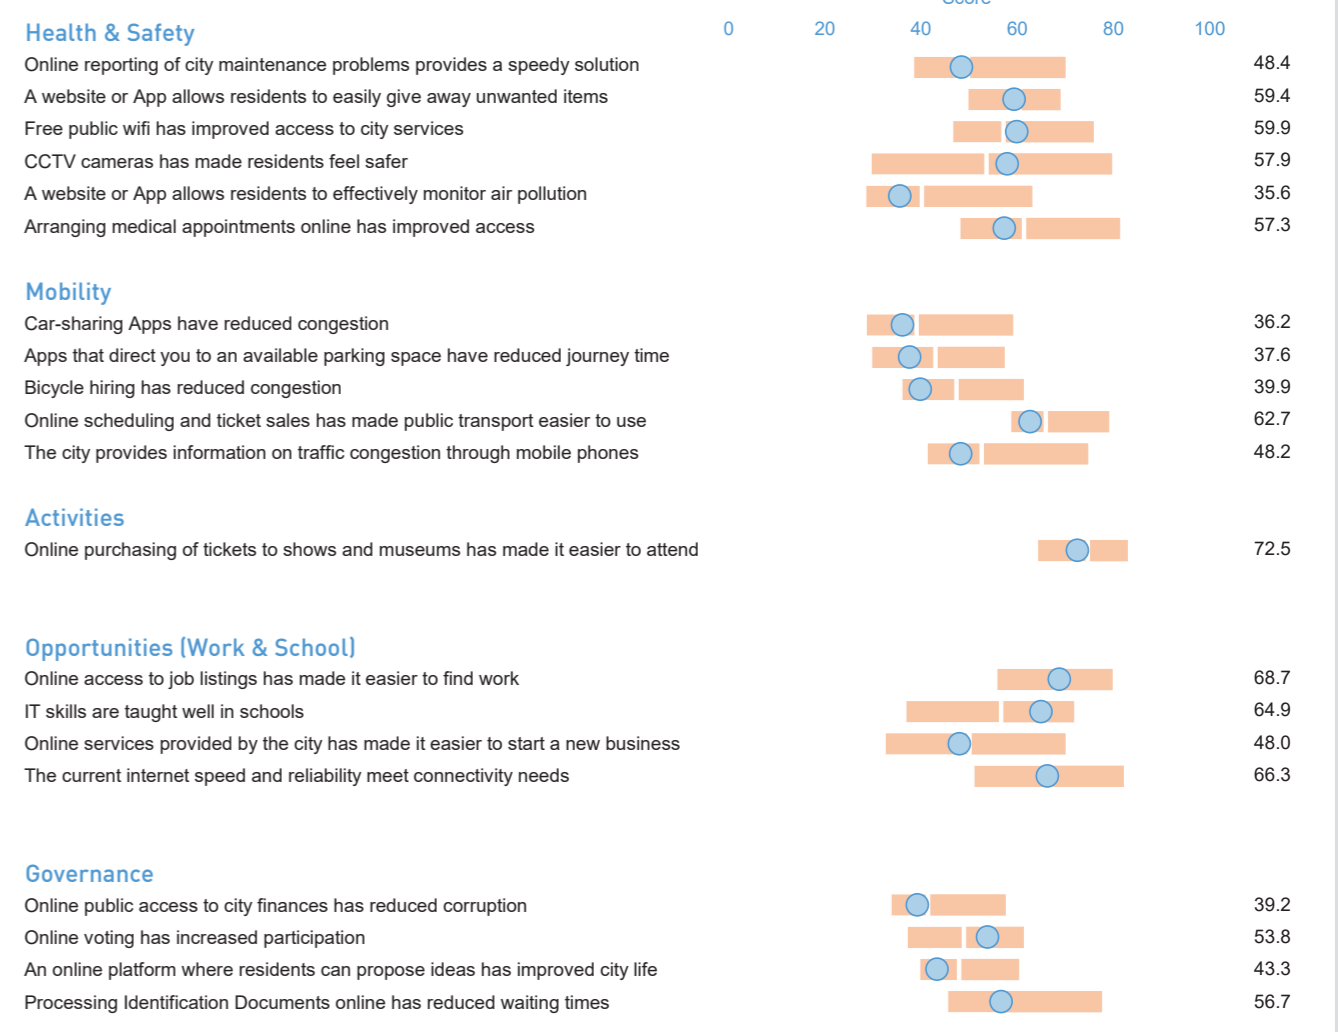 Score
Health & Safety 0 20 40 60 80 100
Online reporting of city maintenance problems provides a speedy solution 48.4
A website or App allows residents to easily give away unwanted items 59.4
Free public wifi has improved access to city services 59.9
CCTV cameras has made residents feel safer 57.9
A website or App allows residents to effectively monitor air pollution 35.6
Arranging medical appointments online has improved access 57.3
Mobility
Car-sharing Apps have reduced congestion 36.2
Apps that direct you to an available parking space have reduced journey time 37.6
Bicycle hiring has reduced congestion 39.9
Online scheduling and ticket sales has made public transport easier to use 62.7
The city provides information on traffic congestion through mobile phones 48.2
Activities
Online purchasing of tickets to shows and museums has made it easier to attend 72.5
Opportunities (Work & School)
Online access to job listings has made it easier to find work 68.7
IT skills are taught well in schools 64.9
Online services provided by the city has made it easier to start a new business 48.0
The current internet speed and reliability meet connectivity needs 66.3
Governance
Online public access to city finances has reduced corruption 39.2
Online voting has increased participation 53.8
An online platform where residents can propose ideas has improved city life 43.3
Processing Identification Documents online has reduced waiting times 56.7